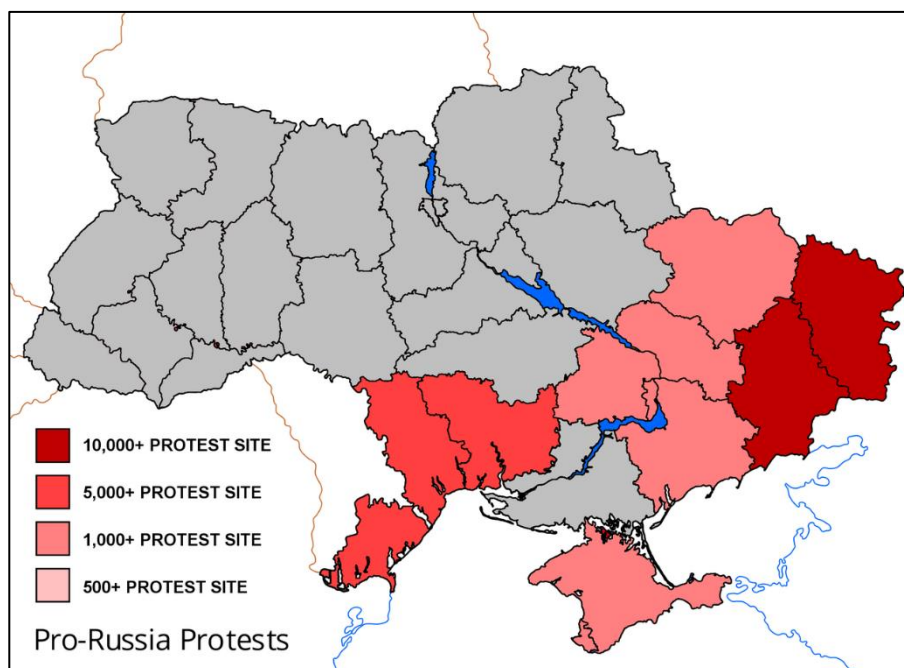 10,000+ PROTEST SITE
5,000+ PROTEST SITE
1,000+ PROTEST SITE
500+ PROTEST SITE
Pro-Russia Protests